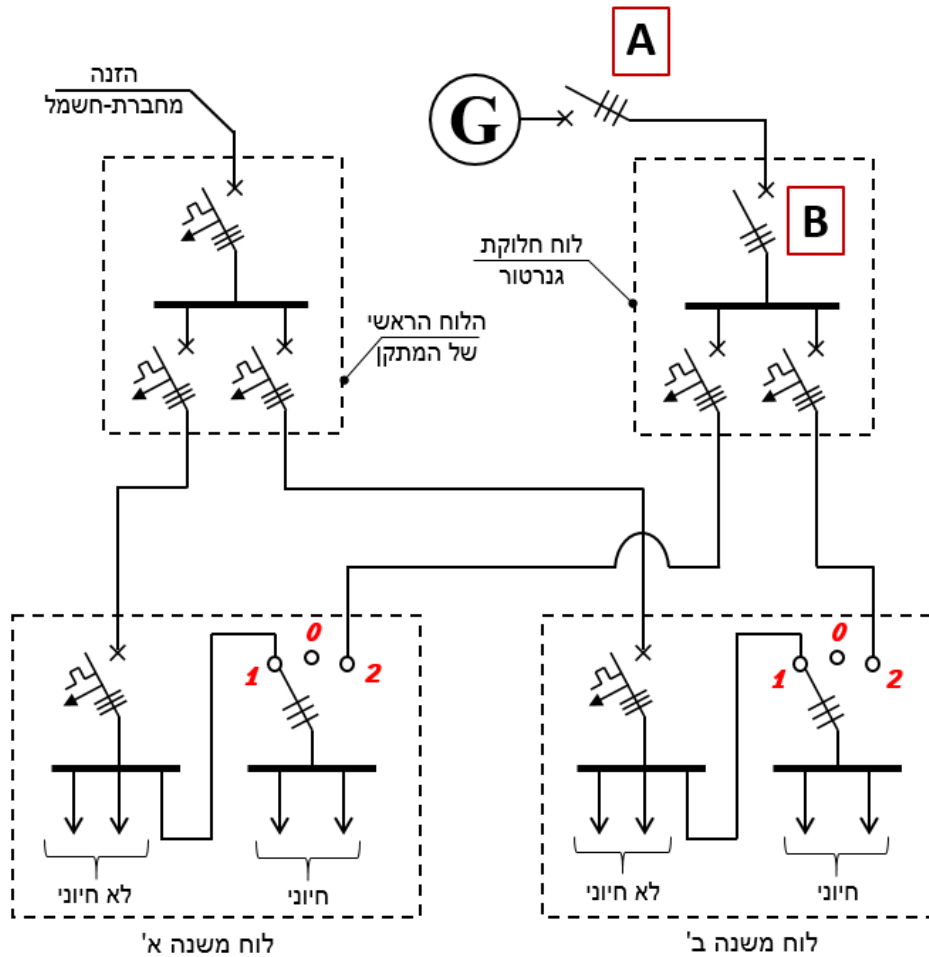 A
הזנה
מחברת-חשמל
G
B
לוח חלוקת
גנרטור
הלוח הראשי
של המתקן
0
1
2
0
1
2
לא חיוני
חיוני
לא חיוני
חיוני
לוח משנה א'
לוח משנה ב'